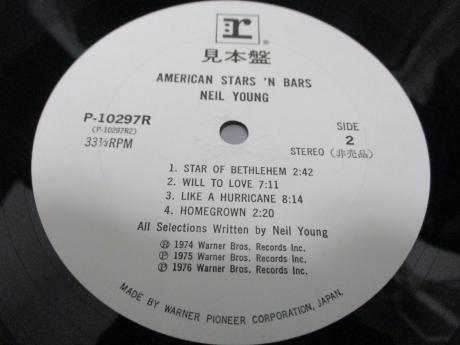 r
®
見本盤
AMERICAN STARS 'N BARS
NEIL YOUNG
P-10297R
(P-10297R2)
33⅓RPM
SIDE
2
STEREO (非売品)
1. STAR OF BETHLEHEM 2:42
2. WILL TO LOVE 7:11
3. LIKE A HURRICANE 8:14
4. HOMEGROWN 2:20
All Selections Written by Neil Young
Ⓟ 1974 Warner Bros. Records Inc.
Ⓟ 1975 Warner Bros. Records Inc.
Ⓟ 1976 Warner Bros. Records Inc.
MADE BY WARNER PIONEER CORPORATION, JAPAN.